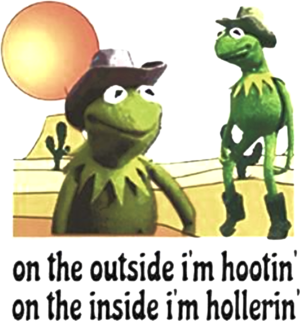 on the outside i'm hootin'
on the inside i'm hollerin'